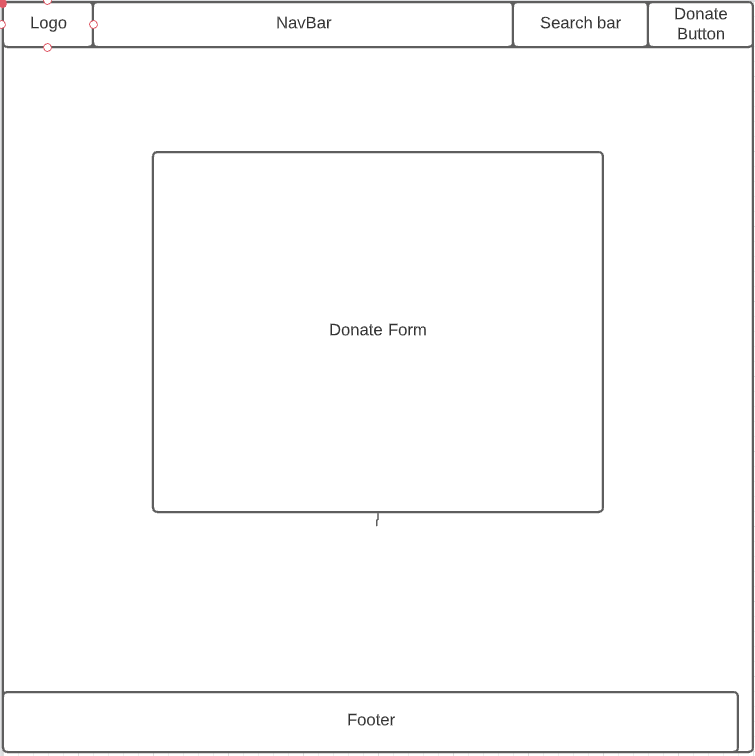 Logo
NavBar
Search bar
Donate
Button
Donate Form
Footer